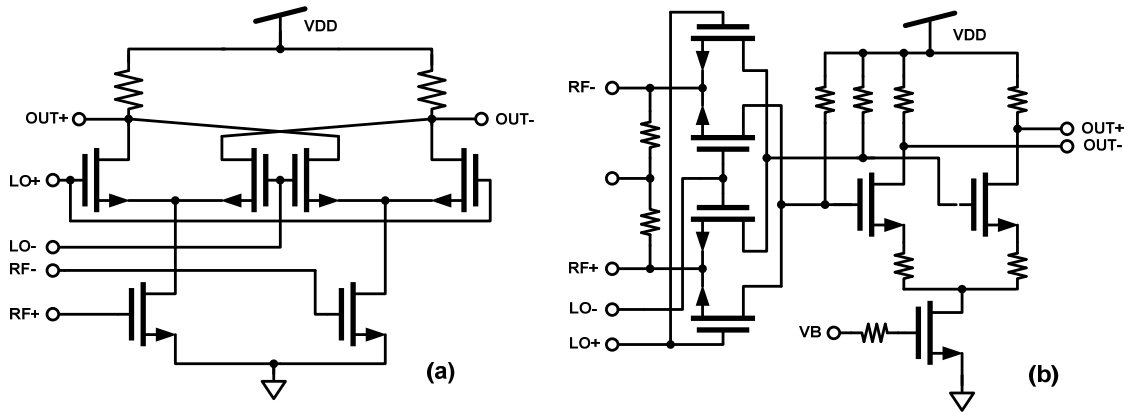 VDD
OUT+
OUT-
LO+
LO-
RF-
RF+
(a)
VDD
RF-
OUT+
OUT-
RF+
LO-
LO+
VB
(b)